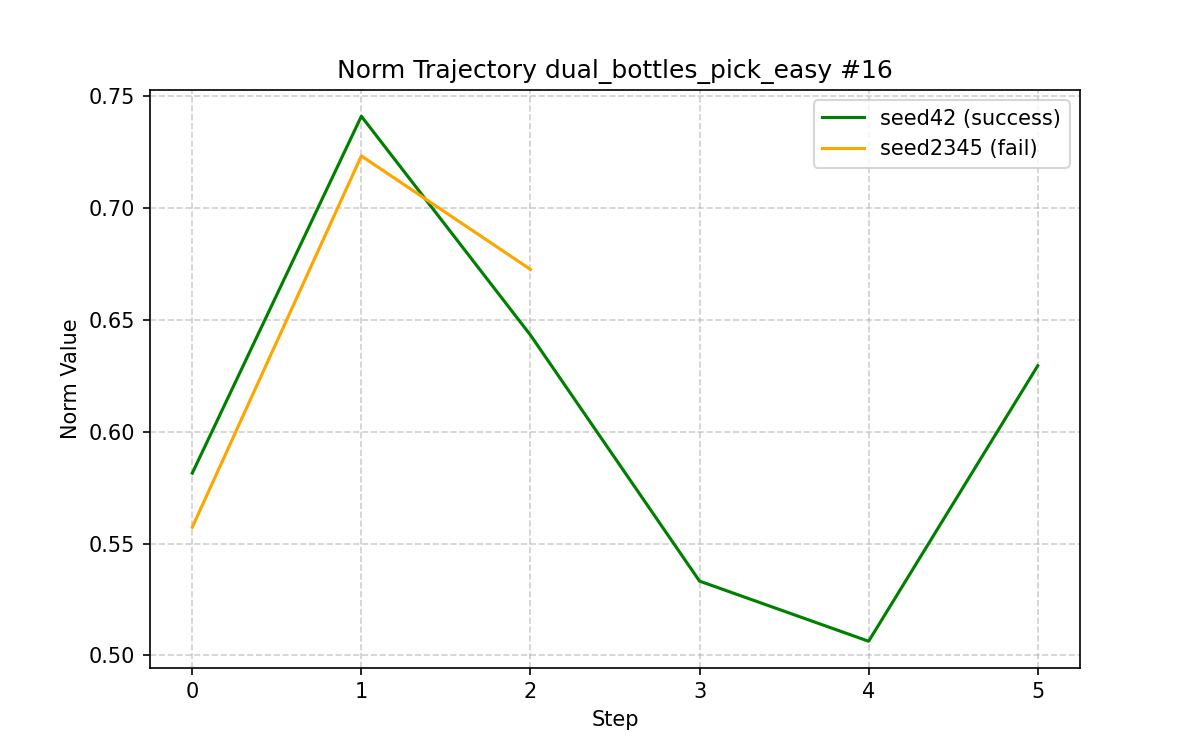 Norm Trajectory dual_bottles_pick_easy #16
seed42 (success)
seed2345 (fail)
Norm Value
0.75
0.70
0.65
0.60
0.55
0.50
0 1 2 3 4 5
Step